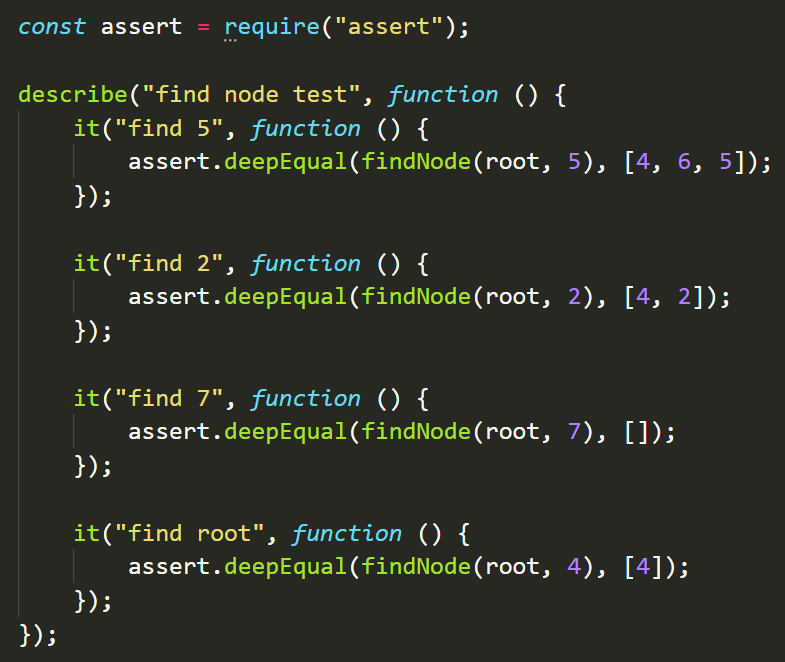 const assert = require("assert");

describe("find node test", function () {
    it("find 5", function () {
        assert.deepEqual(findNode(root, 5), [4, 6, 5]);
    });

    it("find 2", function () {
        assert.deepEqual(findNode(root, 2), [4, 2]);
    });

    it("find 7", function () {
        assert.deepEqual(findNode(root, 7), []);
    });

    it("find root", function () {
        assert.deepEqual(findNode(root, 4), [4]);
    });
});